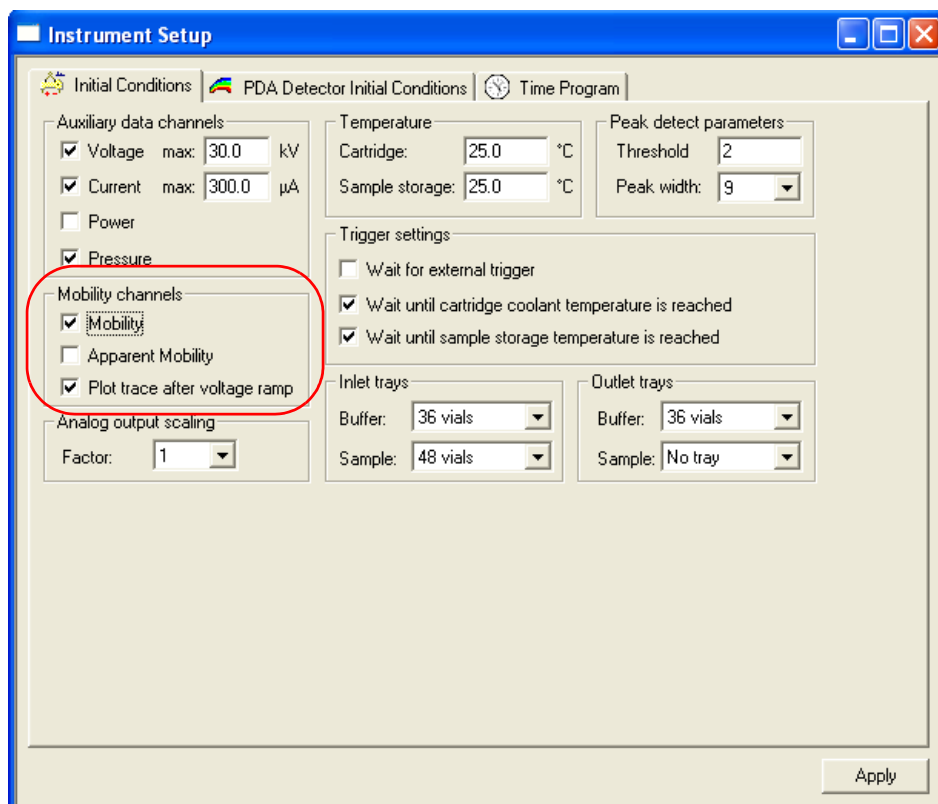 Instrument Setup
Initial Conditions
PDA Detector Initial Conditions
Time Program
Auxiliary data channels
Voltage max: 30.0 kV
Current max: 300.0 µA
Power
Pressure
Mobility channels
Mobility
Apparent Mobility
Plot trace after voltage ramp
Analog output scaling
Factor: 1
Temperature
Cartridge: 25.0 °C
Sample storage: 25.0 °C
Peak detect parameters
Threshold 2
Peak width: 9
Trigger settings
Wait for external trigger
Wait until cartridge coolant temperature is reached
Wait until sample storage temperature is reached
Inlet trays
Buffer: 36 vials
Sample: 48 vials
Outlet trays
Buffer: 36 vials
Sample: No tray
Apply